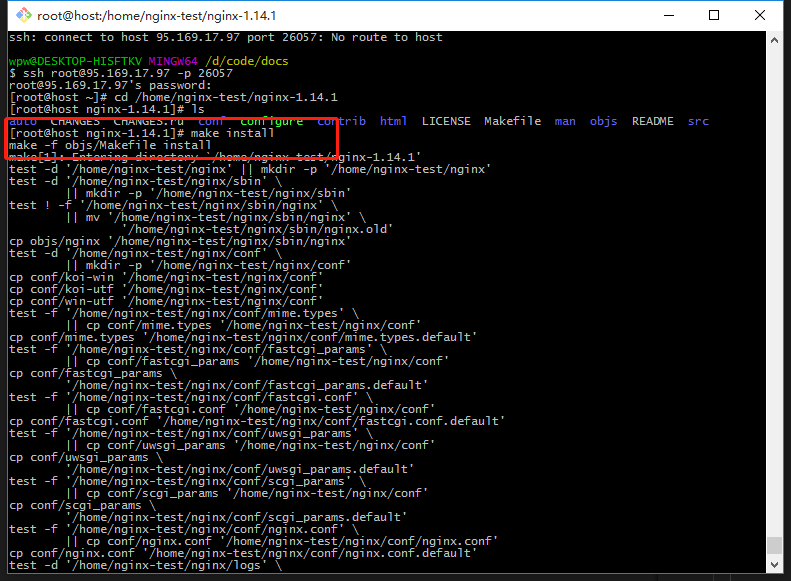 root@host:/home/nginx-test/nginx-1.14.1
ssh: connect to host 95.169.17.97 port 26057: No route to host
wpw@DESKTOP-HISFTKV MINGW64 /d/code/docs
$ ssh root@95.169.17.97 -p 26057
root@95.169.17.97's password:
[root@host ~]# cd /home/nginx-test/nginx-1.14.1
[root@host nginx-1.14.1]# ls
auto CHANGES CHANGES.ru conf configure contrib html LICENSE Makefile man objs README src
[root@host nginx-1.14.1]# make install
make -f objs/Makefile install
make[1]: Entering directory `/home/nginx-test/nginx-1.14.1'
test -d '/home/nginx-test/nginx' || mkdir -p '/home/nginx-test/nginx'
test -d '/home/nginx-test/nginx/sbin' \
|| mkdir -p '/home/nginx-test/nginx/sbin'
test ! -f '/home/nginx-test/nginx/sbin/nginx' \
|| mv '/home/nginx-test/nginx/sbin/nginx' \
'/home/nginx-test/nginx/sbin/nginx.old'
cp objs/nginx '/home/nginx-test/nginx/sbin/nginx'
test -d '/home/nginx-test/nginx/conf' \
|| mkdir -p '/home/nginx-test/nginx/conf'
cp conf/koi-win '/home/nginx-test/nginx/conf'
cp conf/koi-utf '/home/nginx-test/nginx/conf'
cp conf/win-utf '/home/nginx-test/nginx/conf'
test -f '/home/nginx-test/nginx/conf/mime.types' \
|| cp conf/mime.types '/home/nginx-test/nginx/conf'
cp conf/mime.types '/home/nginx-test/nginx/conf/mime.types.default'
test -f '/home/nginx-test/nginx/conf/fastcgi_params' \
|| cp conf/fastcgi_params '/home/nginx-test/nginx/conf'
cp conf/fastcgi_params \
'/home/nginx-test/nginx/conf/fastcgi_params.default'
test -f '/home/nginx-test/nginx/conf/fastcgi.conf' \
|| cp conf/fastcgi.conf '/home/nginx-test/nginx/conf'
cp conf/fastcgi.conf '/home/nginx-test/nginx/conf/fastcgi.conf.default'
test -f '/home/nginx-test/nginx/conf/uwsgi_params' \
|| cp conf/uwsgi_params '/home/nginx-test/nginx/conf'
cp conf/uwsgi_params \
'/home/nginx-test/nginx/conf/uwsgi_params.default'
test -f '/home/nginx-test/nginx/conf/scgi_params' \
|| cp conf/scgi_params '/home/nginx-test/nginx/conf'
cp conf/scgi_params \
'/home/nginx-test/nginx/conf/scgi_params.default'
test -f '/home/nginx-test/nginx/conf/nginx.conf' \
|| cp conf/nginx.conf '/home/nginx-test/nginx/conf/nginx.conf'
cp conf/nginx.conf '/home/nginx-test/nginx/conf/nginx.conf.default'
test -d '/home/nginx-test/nginx/logs' \